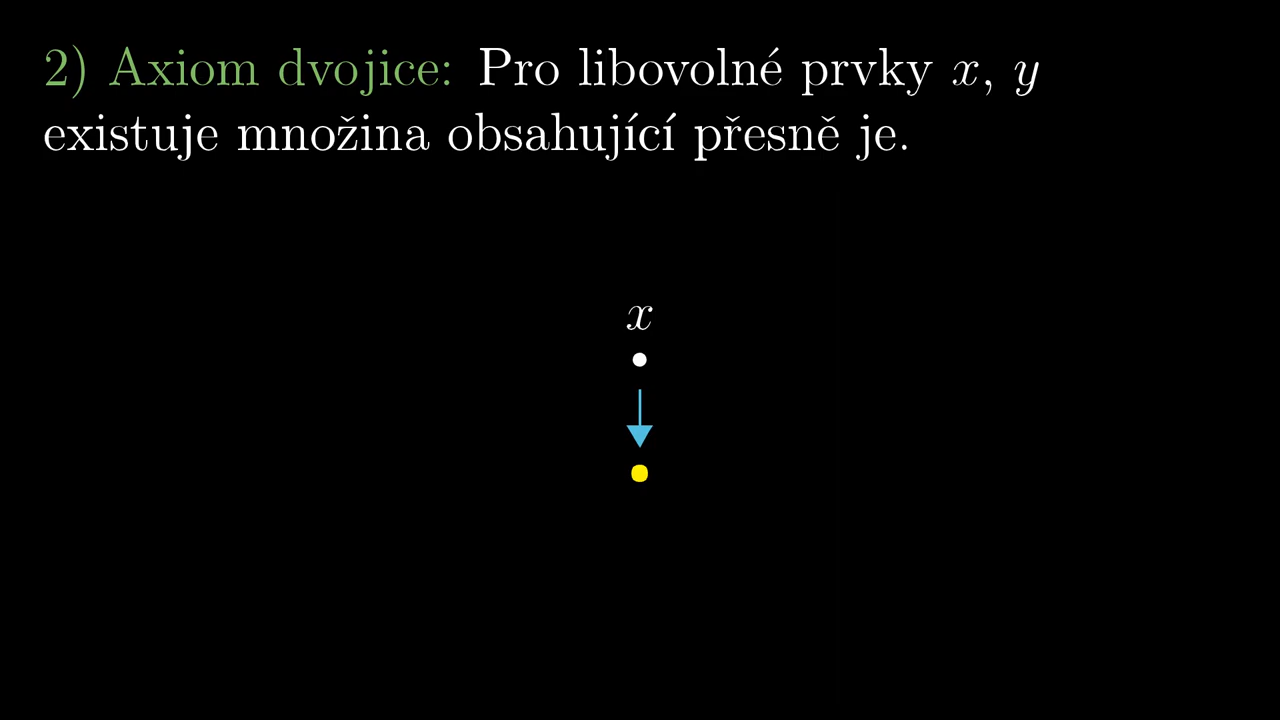 2) Axiom dvojice: Pro libovolné prvky x, y
existuje množina obsahující přesně je.
x